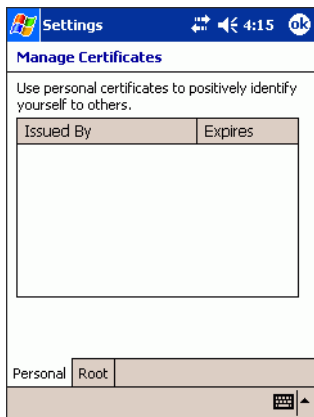 Settings 4:15 ok
Manage Certificates
Use personal certificates to positively identify
yourself to others.
Issued By Expires
Personal Root